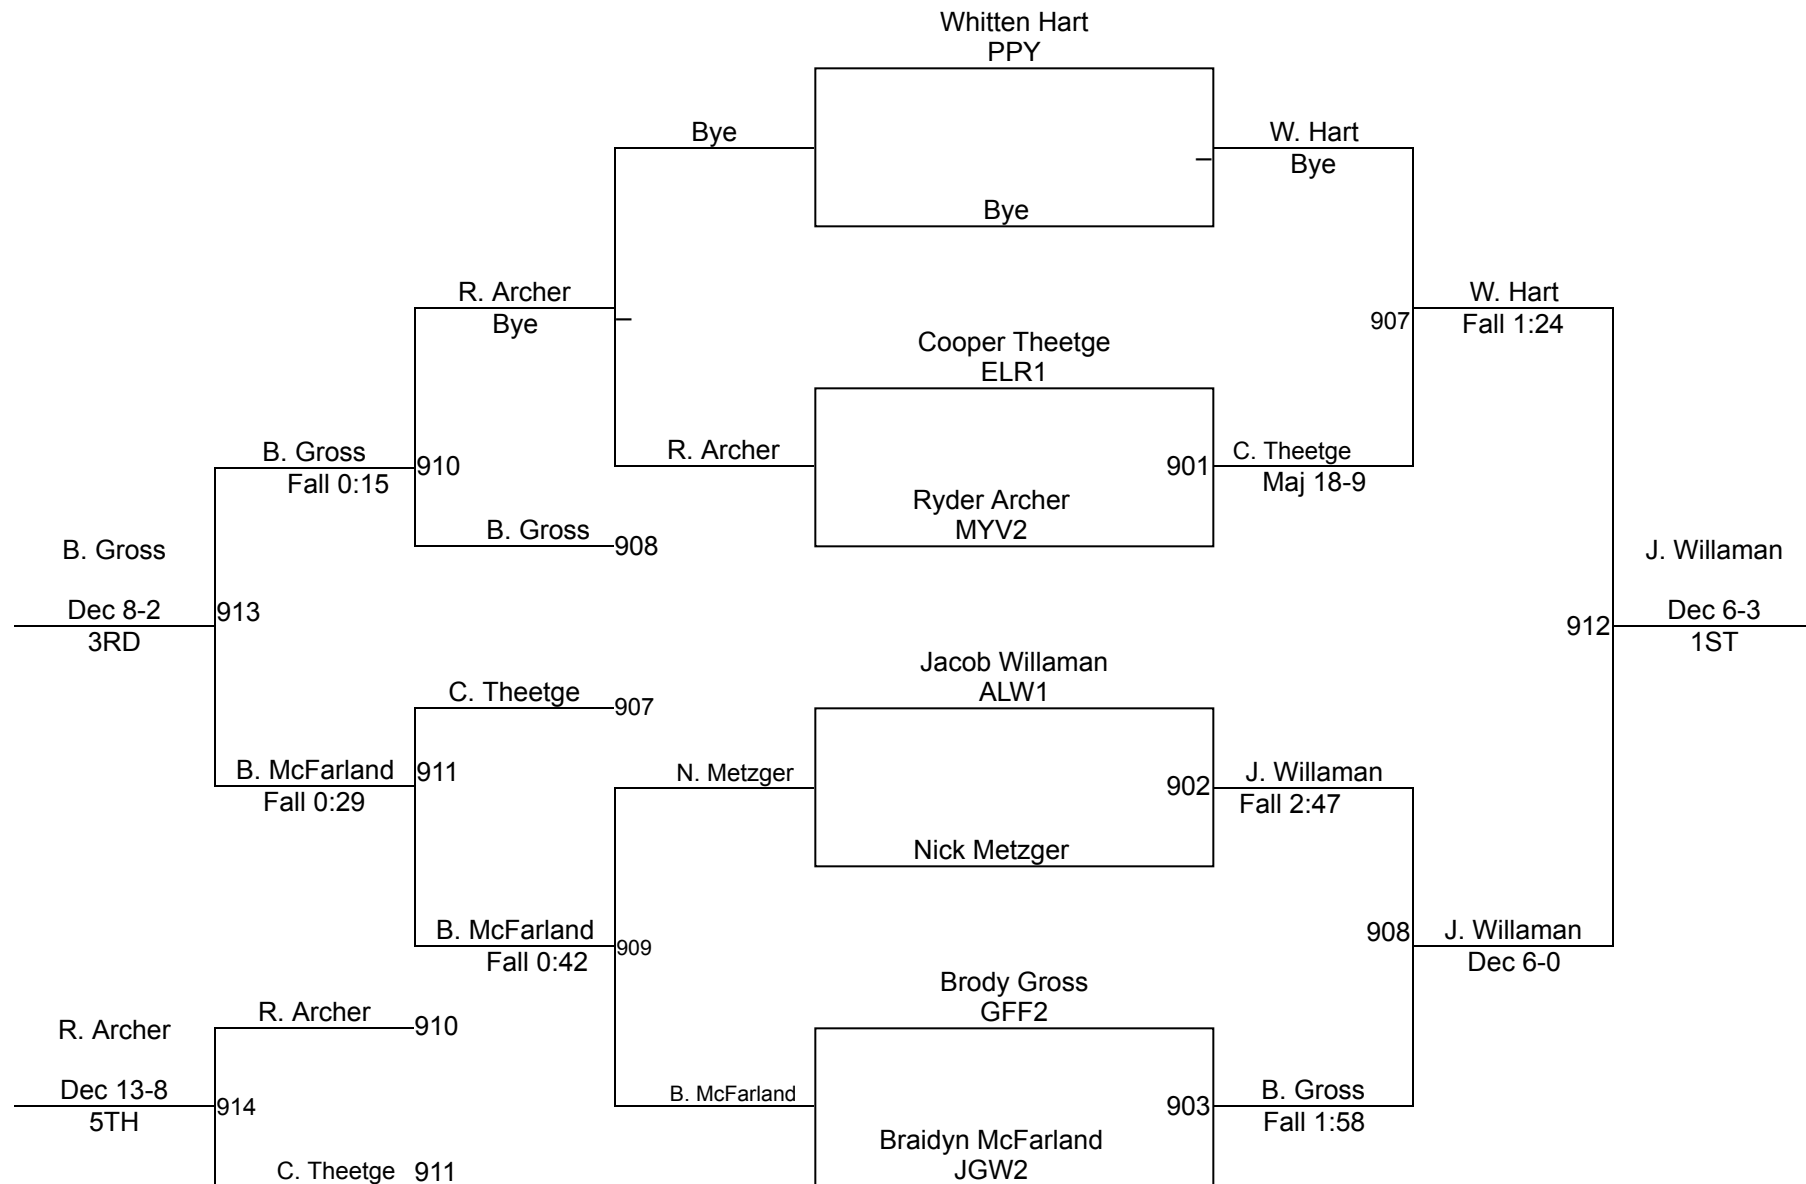 Whitten Hart
PPY
Bye
W. Hart
Bye
Bye
R. Archer
Bye
W. Hart
907
Fall 1:24
Cooper Theetge
ELR1
B. Gross
910
Fall 0:15
R. Archer
901
C. Theetge
Maj 18-9
Ryder Archer
MYV2
B. Gross
908
B. Gross
Dec 8-2
913
3RD
J. Willaman
912
Dec 6-3
1ST
Jacob Willaman
ALW1
C. Theetge
907
B. McFarland
911
Fall 0:29
N. Metzger
902
J. Willaman
Fall 2:47
Nick Metzger
B. McFarland
909
Fall 0:42
908
J. Willaman
Dec 6-0
Brody Gross
GFF2
R. Archer
910
R. Archer
Dec 13-8
914
5TH
B. McFarland
903
B. Gross
Fall 1:58
Braidyn McFarland
JGW2
C. Theetge
911